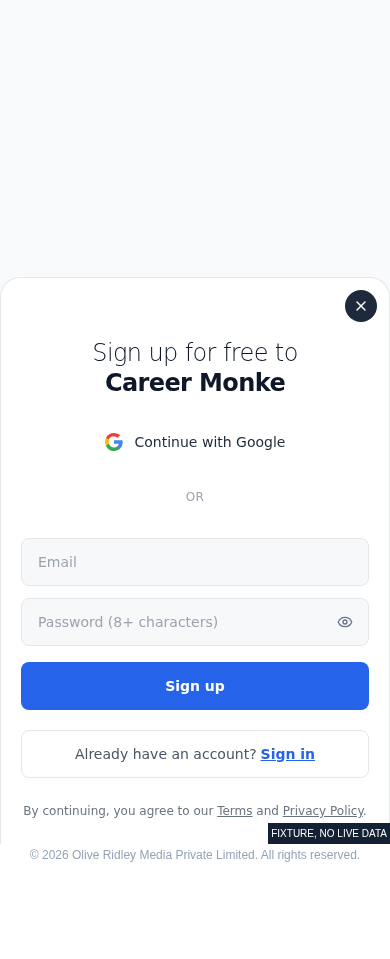 Sign up for free to
Career Monke
Continue with Google
OR
Email
Password (8+ characters)
Sign up
Already have an account? Sign in
By continuing, you agree to our Terms and Privacy Policy.
FIXTURE, NO LIVE DATA
© 2026 Olive Ridley Media Private Limited. All rights reserved.